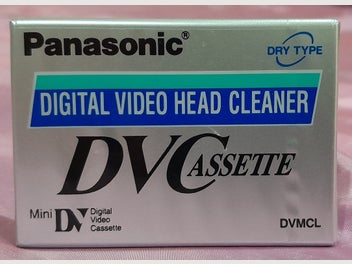 Panasonic®
DRY TYPE
DIGITAL VIDEO HEAD CLEANER
DVCASSETTE
Mini DV Digital
Video
Cassette
DVMCL